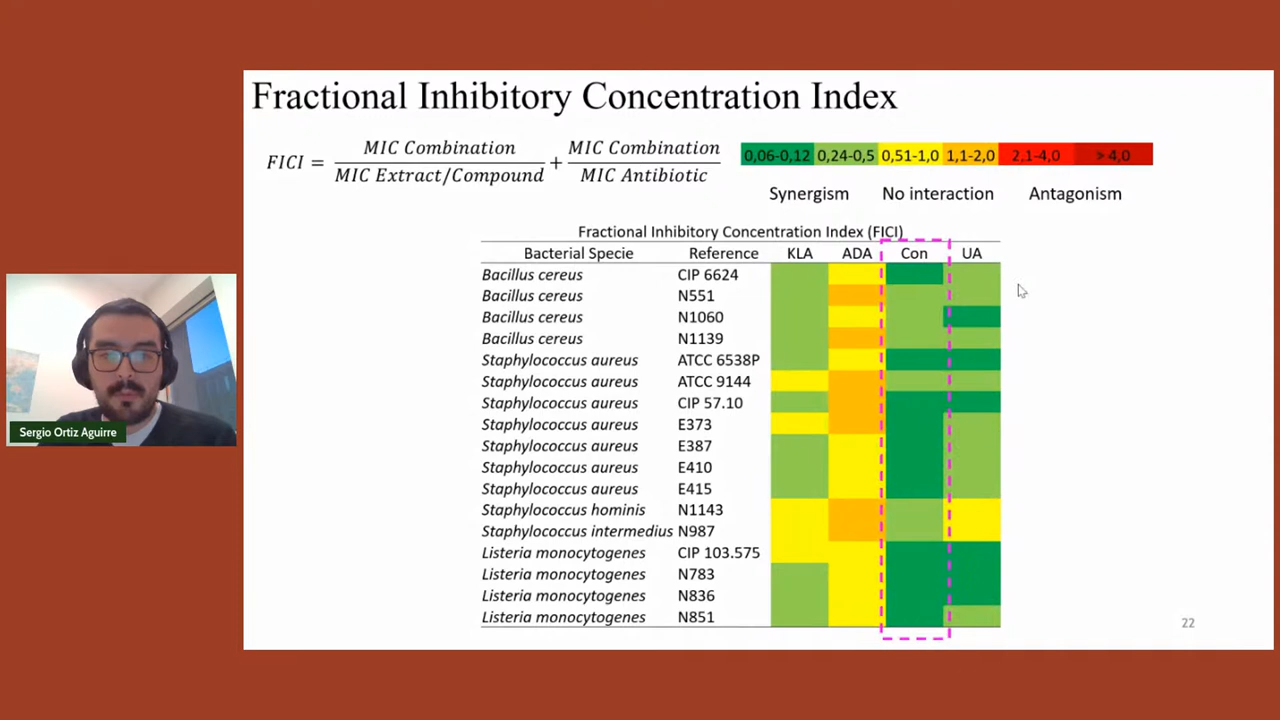 Fractional Inhibitory Concentration Index
FICI = MIC Combination / MIC Extract/Compound + MIC Combination / MIC Antibiotic
0,06-0,12 0,24-0,5 0,51-1,0 1,1-2,0 2,1-4,0 > 4,0
Synergism No interaction Antagonism
Fractional Inhibitory Concentration Index (FICI)
Bacterial Specie Reference KLA ADA Con UA
Bacillus cereus CIP 6624
Bacillus cereus N551
Bacillus cereus N1060
Bacillus cereus N1139
Staphylococcus aureus ATCC 6538P
Staphylococcus aureus ATCC 9144
Staphylococcus aureus CIP 57.10
Staphylococcus aureus E373
Staphylococcus aureus E387
Staphylococcus aureus E410
Staphylococcus aureus E415
Staphylococcus hominis N1143
Staphylococcus intermedius N987
Listeria monocytogenes CIP 103.575
Listeria monocytogenes N783
Listeria monocytogenes N836
Listeria monocytogenes N851
22
Sergio Ortiz Aguirre